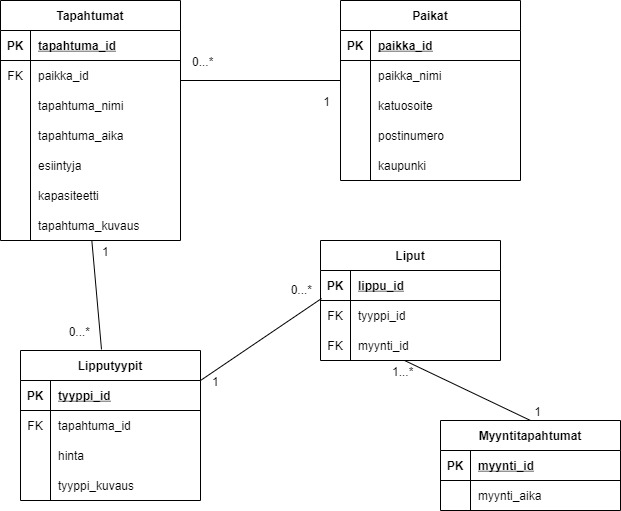 Tapahtumat
PK tapahtuma_id
FK paikka_id
tapahtuma_nimi
tapahtuma_aika
esiintyja
kapasiteetti
tapahtuma_kuvaus
0...*
1
Paikat
PK paikka_id
paikka_nimi
katuosoite
postinumero
kaupunki
1
0...*
Lipputyypit
PK tyyppi_id
FK tapahtuma_id
hinta
tyyppi_kuvaus
0...*
1
Liput
PK lippu_id
FK tyyppi_id
FK myynti_id
1...*
1
Myyntitapahtumat
PK myynti_id
myynti_aika